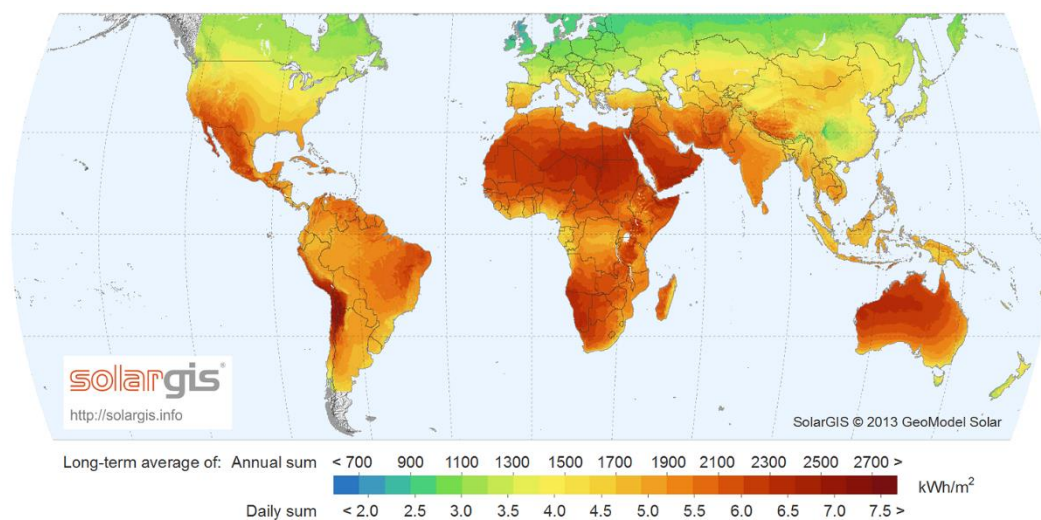 solargis®
http://solargis.info
SolarGIS © 2013 GeoModel Solar
Long-term average of: Annual sum < 700 900 1100 1300 1500 1700 1900 2100 2300 2500 2700 > kWh/m²
Daily sum < 2.0 2.5 3.0 3.5 4.0 4.5 5.0 5.5 6.0 6.5 7.0 7.5 >